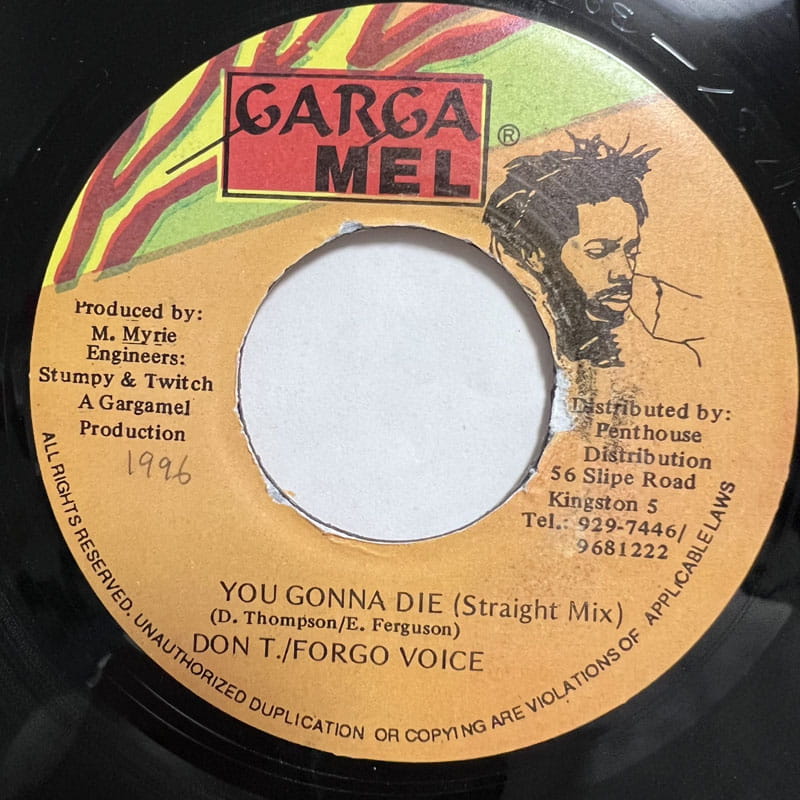 GARGA
MEL ®
Produced by:
M. Myrie
Engineers:
Stumpy & Twitch
A Gargamel
Production
1996
Distributed by:
Penthouse
Distribution
56 Slipe Road
Kingston 5
Tel.: 929-7446/
9681222
YOU GONNA DIE (Straight Mix)
(D. Thompson/E. Ferguson)
DON T./FORGO VOICE
ALL RIGHTS RESERVED. UNAUTHORIZED DUPLICATION OR COPYING ARE VIOLATIONS OF APPLICABLE LAWS